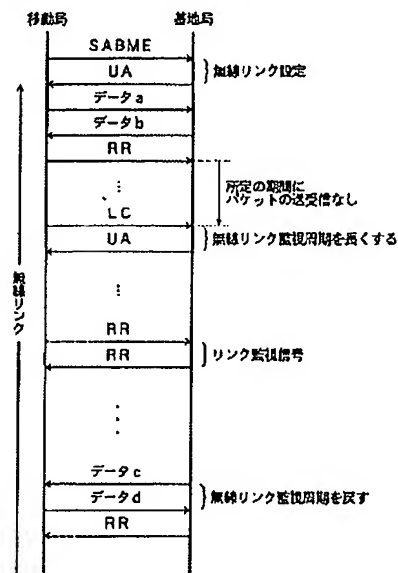 移動局
基地局
SABME
UA
無線リンク設定
データa
データb
RR
所定の期間に
パケットの送受信なし
LC
UA
無線リンク監視周期を長くする
無線リンク
RR
RR
リンク監視信号
データc
データd
無線リンク監視周期を戻す
RR